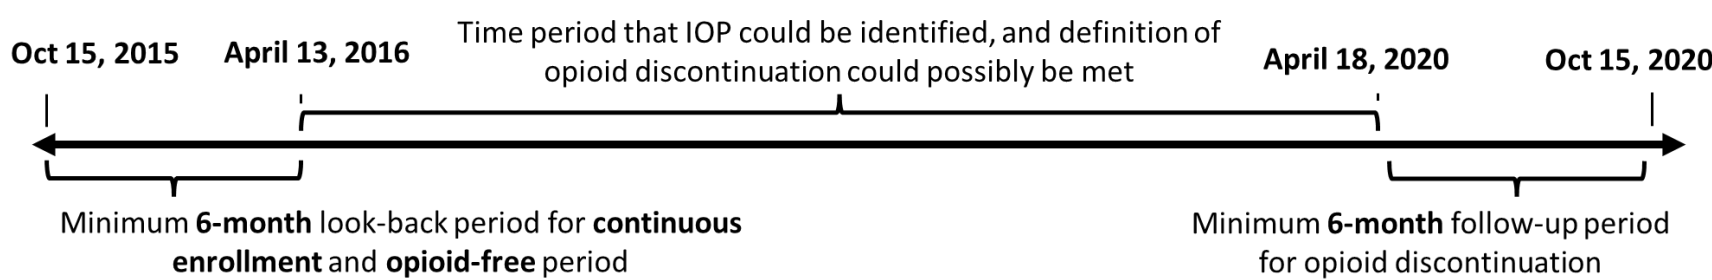 Time period that IOP could be identified, and definition of
opioid discontinuation could possibly be met
Oct 15, 2015
April 13, 2016
April 18, 2020
Oct 15, 2020
Minimum 6-month look-back period for continuous
enrollment and opioid-free period
Minimum 6-month follow-up period
for opioid discontinuation